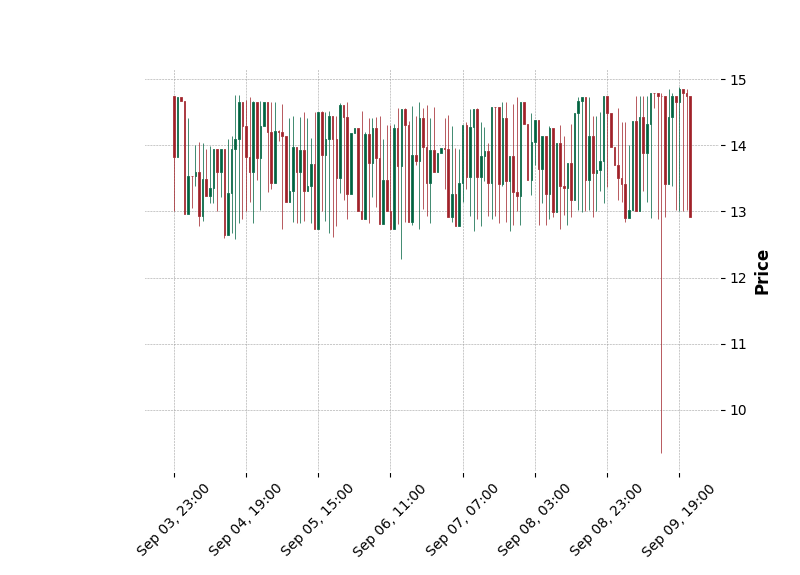 15
14
13
12
11
10
Price
Sep 03, 23:00
Sep 04, 19:00
Sep 05, 15:00
Sep 06, 11:00
Sep 07, 07:00
Sep 08, 03:00
Sep 08, 23:00
Sep 09, 19:00